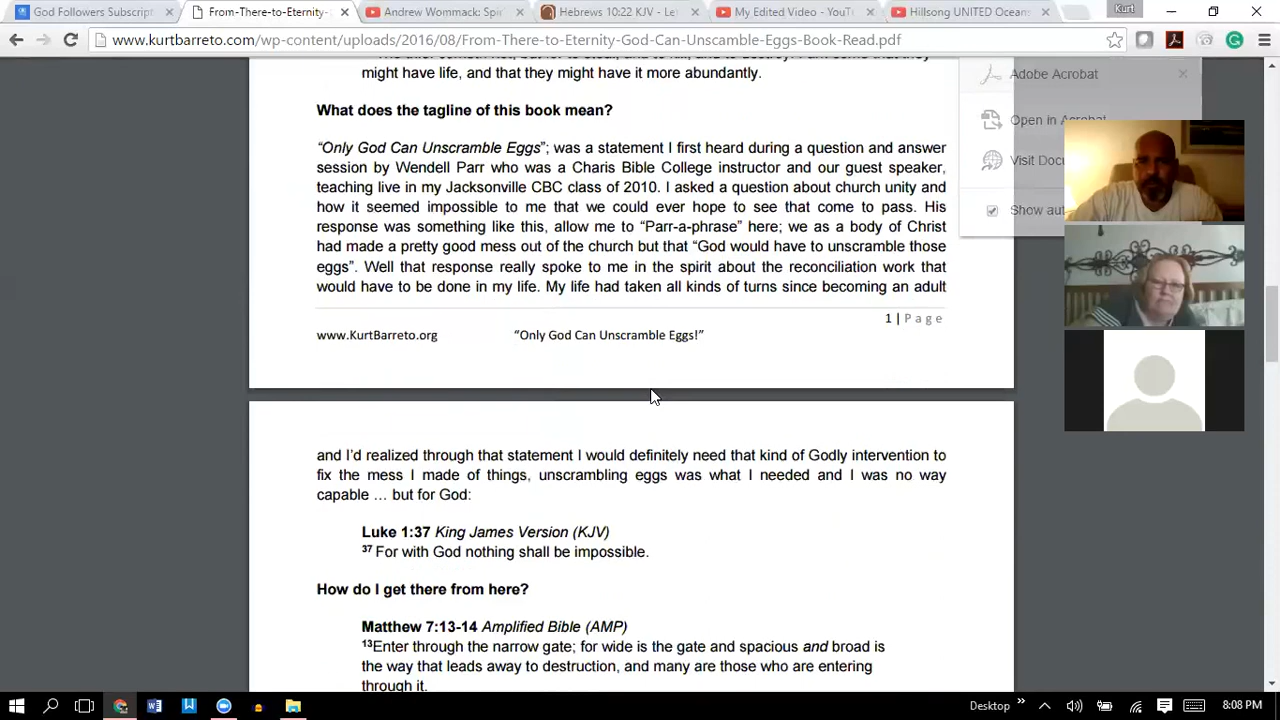 God Followers Subscript
From-There-to-Eternity-
Andrew Wommack: Spir
Hebrews 10:22 KJV - Le
My Edited Video - YouT
Hillsong UNITED Ocean
Kurt
www.kurtbarreto.com/wp-content/uploads/2015/08/From-There-to-Eternity-God-Can-Unscamble-Eggs-Book-Read.pdf
might have life, and that they might have it more abundantly.
What does the tagline of this book mean?
“Only God Can Unscramble Eggs”; was a statement I first heard during a question and answer
session by Wendell Parr who was a Charis Bible College instructor and our guest speaker,
teaching live in my Jacksonville CBC class of 2010. I asked a question about church unity and
how it seemed impossible to me that we could ever hope to see that come to pass. His
response was something like this, allow me to “Parr-a-phrase” here; we as a body of Christ
had made a pretty good mess out of the church but that “God would have to unscramble those
eggs”. Well that response really spoke to me in the spirit about the reconciliation work that
would have to be done in my life. My life had taken all kinds of turns since becoming an adult
1 | Page
www.KurtBarreto.org “Only God Can Unscramble Eggs!”
and I’d realized through that statement I would definitely need that kind of Godly intervention to
fix the mess I made of things, unscrambling eggs was what I needed and I was no way
capable … but for God:
Luke 1:37 King James Version (KJV)
37 For with God nothing shall be impossible.
How do I get there from here?
Matthew 7:13-14 Amplified Bible (AMP)
13Enter through the narrow gate; for wide is the gate and spacious and broad is
the way that leads away to destruction, and many are those who are entering
through it.
Adobe Acrobat
Open in Acrobat
Visit Docu
Show aut
Desktop
8:08 PM